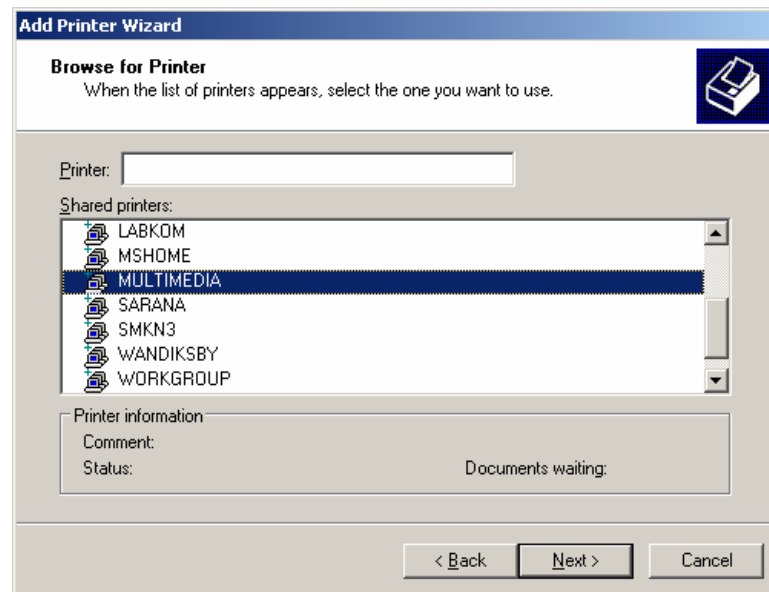 Add Printer Wizard
Browse for Printer
When the list of printers appears, select the one you want to use.
Printer:
Shared printers:
LABKOM
MSHOME
MULTIMEDIA
SARANA
SMKN3
WANDIKSBY
WORKGROUP
Printer information
Comment:
Status: Documents waiting:
< Back Next > Cancel